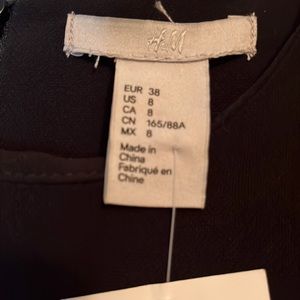 H&M
EUR 38
US 8
CA 8
CN 165/88A
MX 8
Made in
China
Fabriqué en
Chine